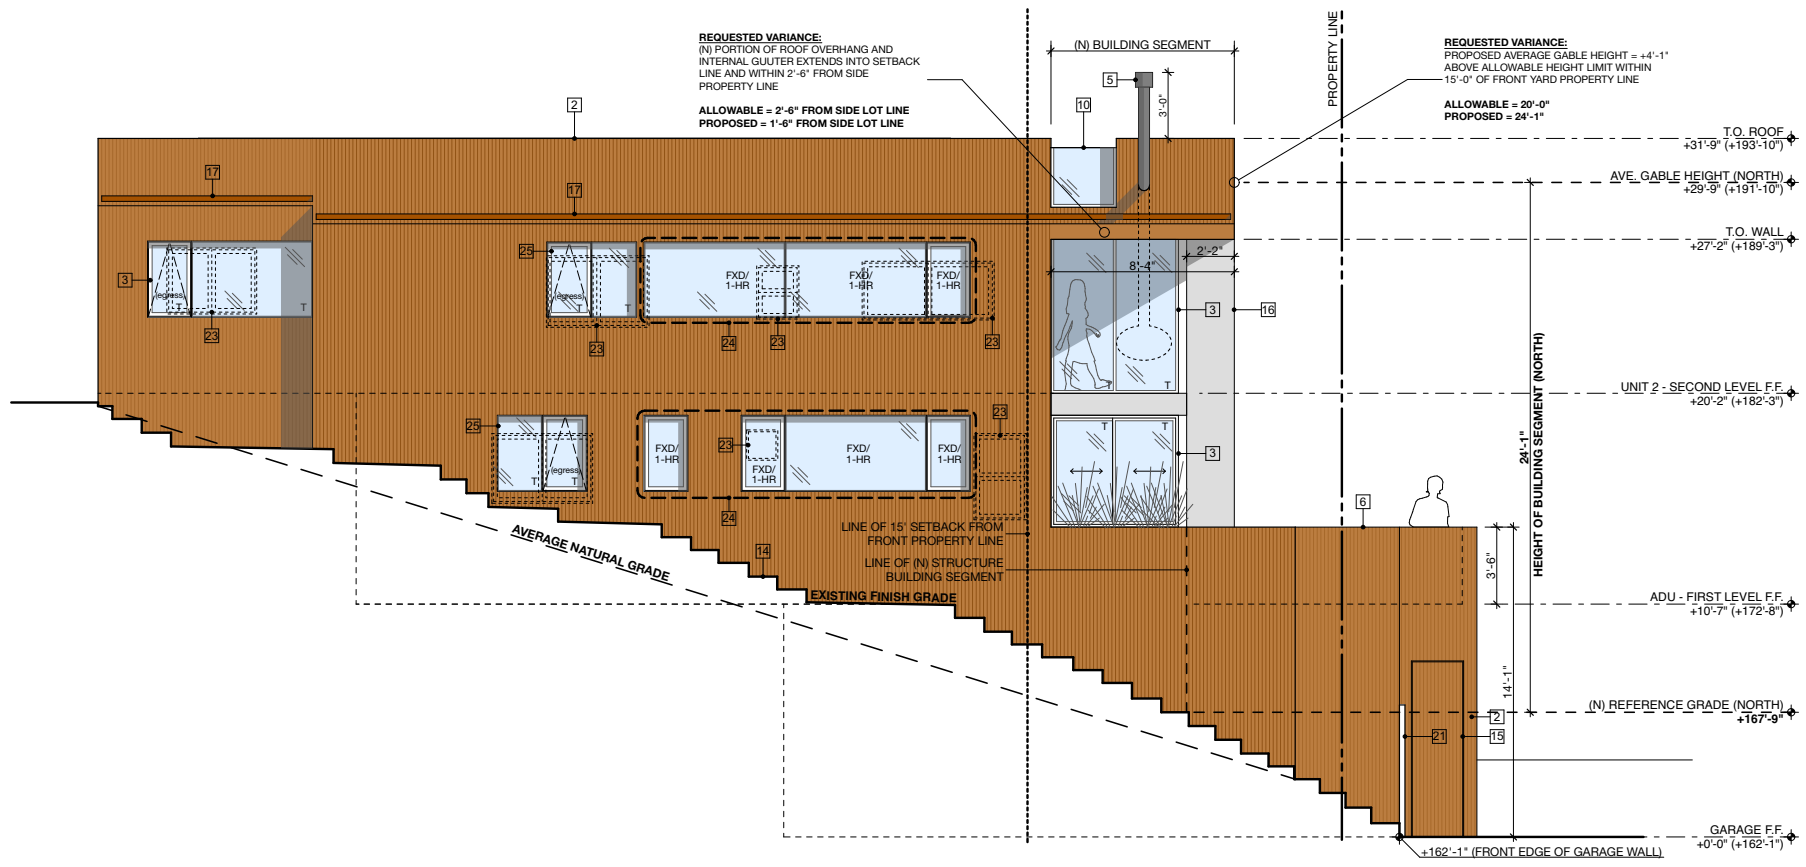 REQUESTED VARIANCE:
(N) PORTION OF ROOF OVERHANG AND
INTERNAL GUUTER EXTENDS INTO SETBACK
LINE AND WITHIN 2'-6" FROM SIDE
PROPERTY LINE
ALLOWABLE = 2'-6" FROM SIDE LOT LINE
PROPOSED = 1'-6" FROM SIDE LOT LINE
(N) BUILDING SEGMENT
PROPERTY LINE
REQUESTED VARIANCE:
PROPOSED AVERAGE GABLE HEIGHT = +4'-1"
ABOVE ALLOWABLE HEIGHT LIMIT WITHIN
15'-0" OF FRONT YARD PROPERTY LINE
ALLOWABLE = 20'-0"
PROPOSED = 24'-1"
5
3'-0"
2
10
T.O. ROOF
+31'-9" (+193'-10")
17
17
AVE. GABLE HEIGHT (NORTH)
+29'-9" (+191'-10")
T.O. WALL
+27'-2" (+189'-3")
25
2'-2"
8'-4"
3
(egress)
T
T
23
(egress)
T
T
23
FXD/
1-HR
FXD/
1-HR
FXD/
1-HR
24
23
23
T
T
3
16
HEIGHT OF BUILDING SEGMENT (NORTH)
24'-1"
UNIT 2 - SECOND LEVEL F.F.
+20'-2" (+182'-3")
25
T
(egress)
T
FXD/
1-HR
23
FXD/
1-HR
FXD/
1-HR
FXD/
1-HR
23
24
T
T
3
6
AVERAGE NATURAL GRADE
LINE OF 15' SETBACK FROM
FRONT PROPERTY LINE
LINE OF (N) STRUCTURE
BUILDING SEGMENT
14
EXISTING FINISH GRADE
3'-6"
ADU - FIRST LEVEL F.F.
+10'-7" (+172'-8")
14'-1"
(N) REFERENCE GRADE (NORTH)
+167'-9"
2
21
15
GARAGE F.F.
+0'-0" (+162'-1")
+162'-1" (FRONT EDGE OF GARAGE WALL)